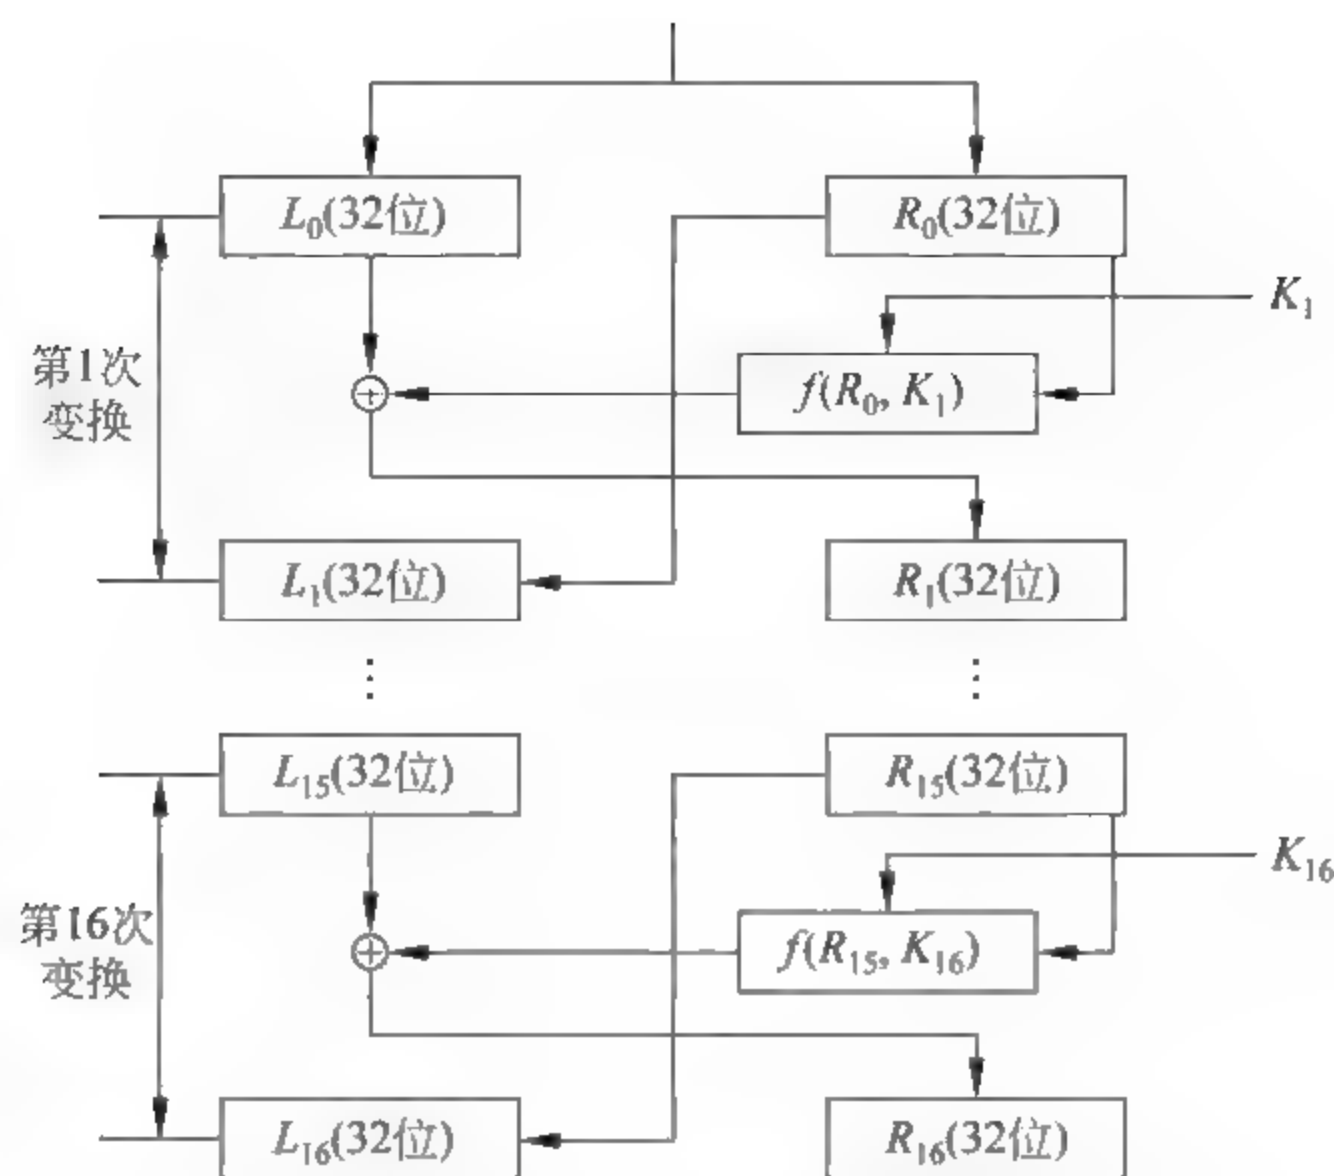 L₀(32位)
R₀(32位)
K₁
第1次
变换
f(R₀, K₁)
L₁(32位)
R₁(32位)
⋮
⋮
L₁₅(32位)
R₁₅(32位)
K₁₆
第16次
变换
f(R₁₅, K₁₆)
L₁₆(32位)
R₁₆(32位)